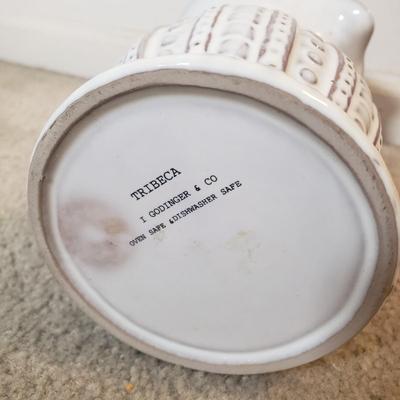 TRIBECA
I GODINGER & CO
OVEN SAFE &DISHWASHER SAFE